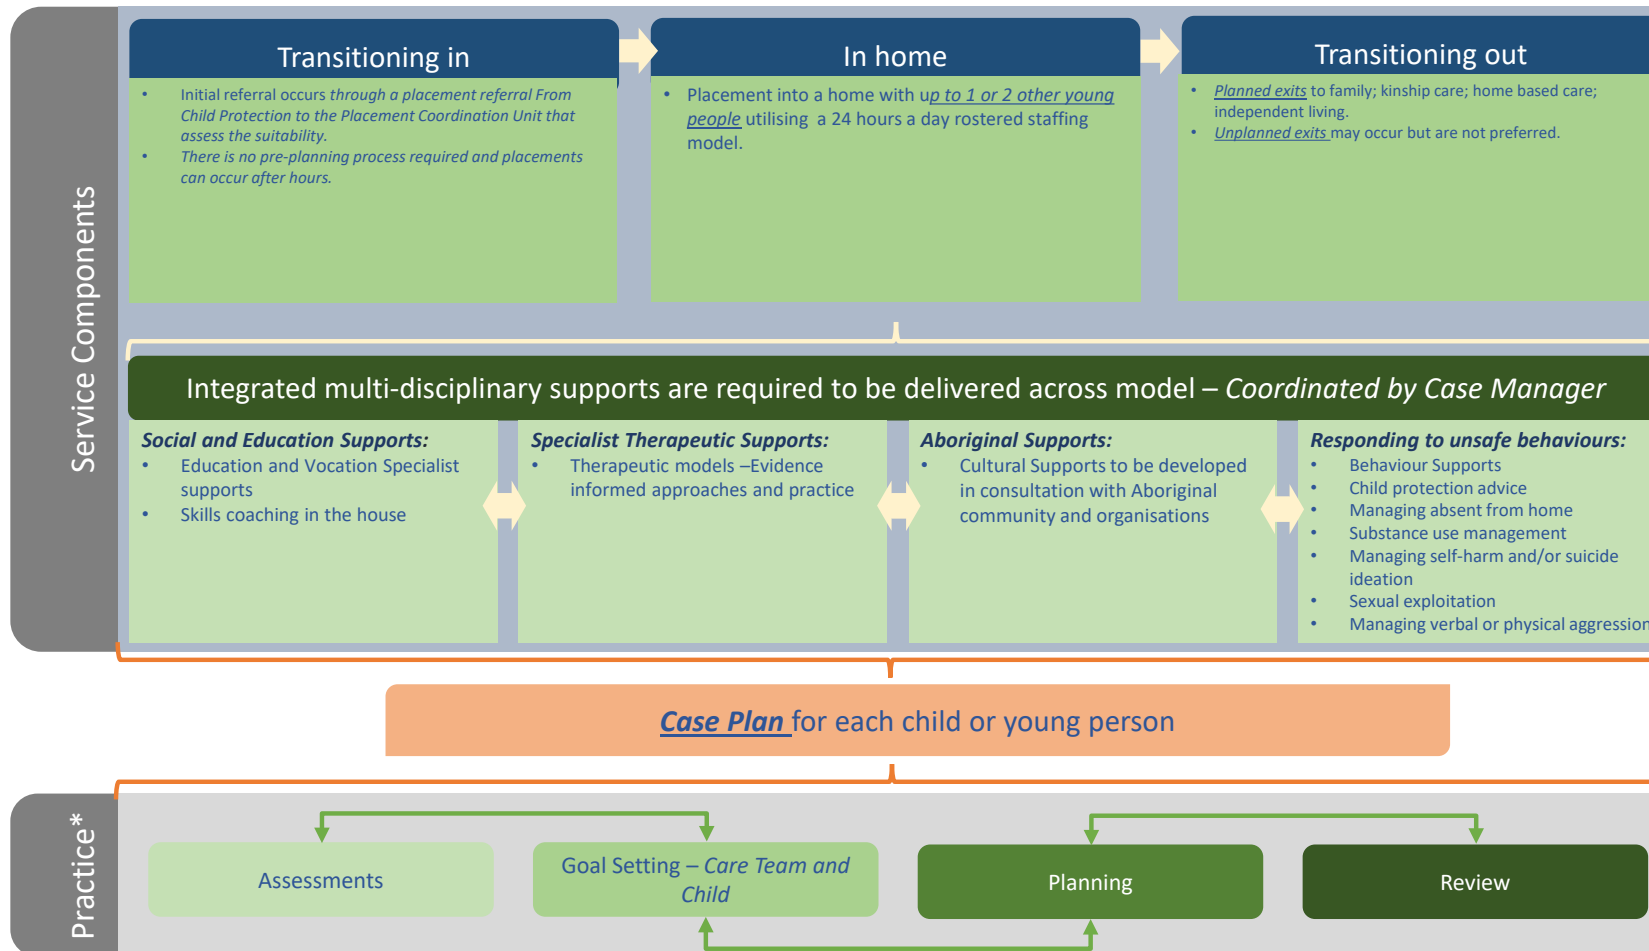 Service Components
Transitioning in
• Initial referral occurs through a placement referral From
Child Protection to the Placement Coordination Unit that
assess the suitability.
• There is no pre-planning process required and placements
can occur after hours.
In home
• Placement into a home with up to 1 or 2 other young
people utilising a 24 hours a day rostered staffing
model.
Transitioning out
• Planned exits to family; kinship care; home based care;
independent living.
• Unplanned exits may occur but are not preferred.
Integrated multi-disciplinary supports are required to be delivered across model – Coordinated by Case Manager
Social and Education Supports:
• Education and Vocation Specialist
supports
• Skills coaching in the house
Specialist Therapeutic Supports:
• Therapeutic models –Evidence
informed approaches and practice
Aboriginal Supports:
• Cultural Supports to be developed
in consultation with Aboriginal
community and organisations
Responding to unsafe behaviours:
• Behaviour Supports
• Child protection advice
• Managing absent from home
• Substance use management
• Managing self-harm and/or suicide
ideation
• Sexual exploitation
• Managing verbal or physical aggression
Case Plan for each child or young person
Practice*
Assessments
Goal Setting – Care Team and
Child
Planning
Review